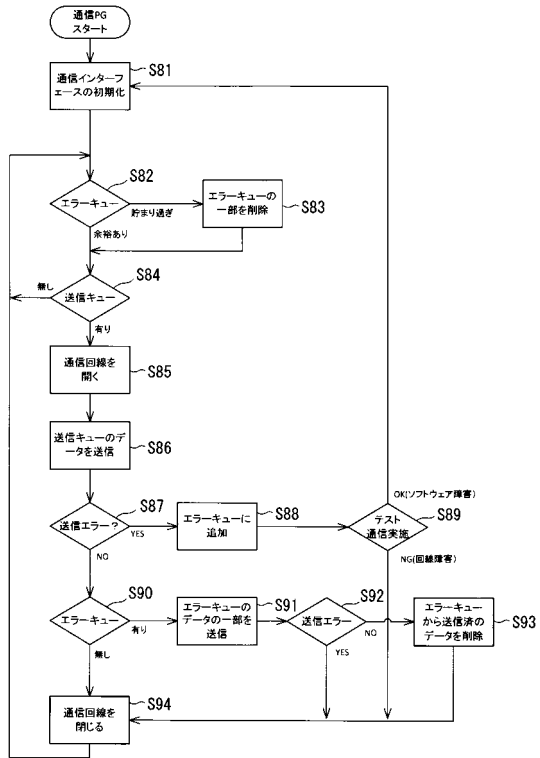 通信PG
スタート
通信インターフ
ェースの初期化
S81
S82
エラーキュー
貯まり過ぎ
余裕あり
エラーキューの
一部を削除
S83
S84
無し
送信キュー
有り
通信回線を
開く
S85
送信キューのデ
ータを送信
S86
S87
送信エラー?
YES
NO
エラーキューに
追加
S88
OK(ソフトウェア障害)
S89
テスト
通信実施
NG(回線障害)
S90
エラーキュー
有り
無し
エラーキューの
データの一部を
送信
S91
S92
送信エラー
NO
YES
エラーキュー
から送信済の
データを削除
S93
S94
通信回線を
閉じる